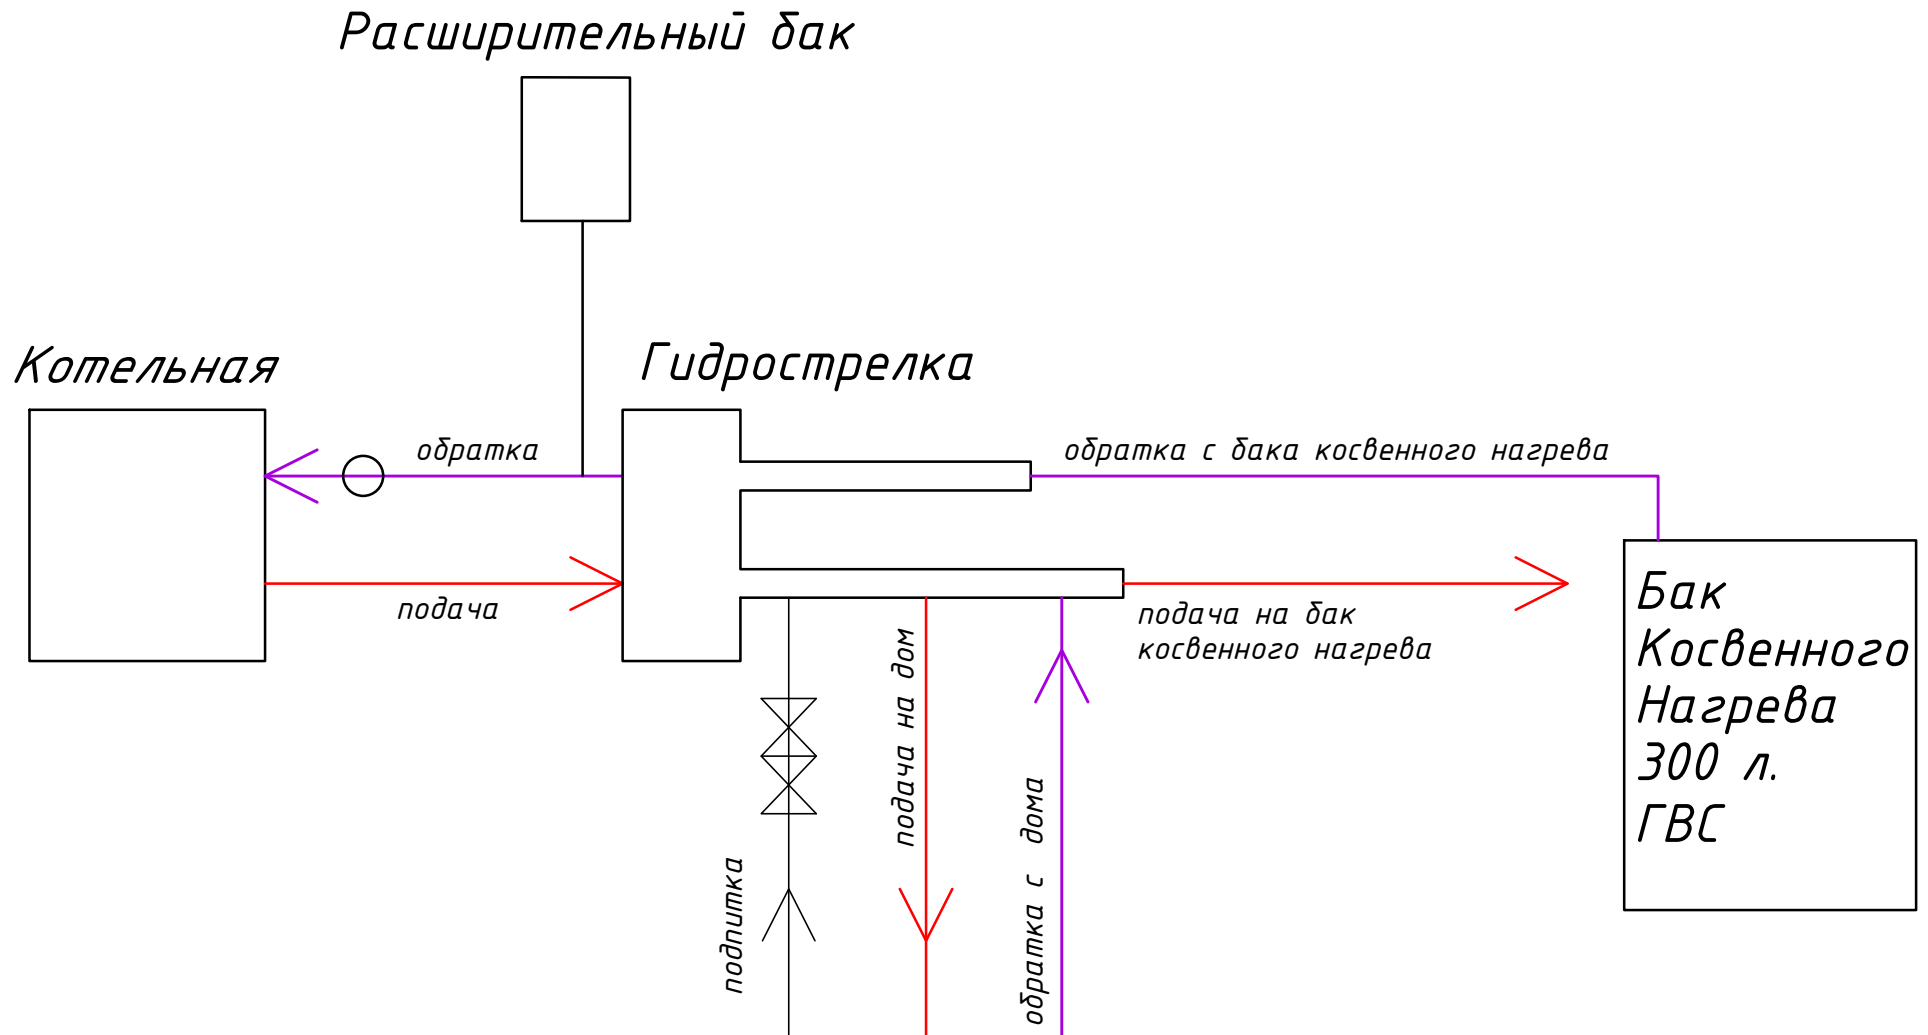 Расширительный бак
Котельная
Гидрострелка
обратка
обратка с бака косвенного нагрева
подача
подача на бак
косвенного нагрева
Бак
Косвенного
Нагрева
300 л.
ГВС
подпитка
подача на дом
обратка с дома